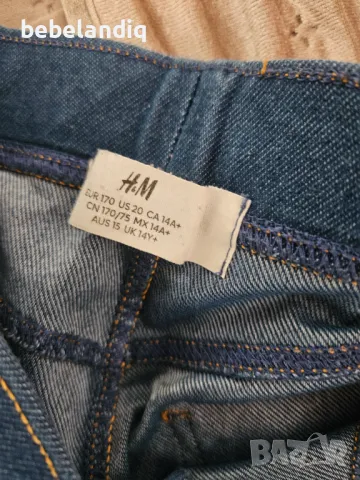 bebelandiq
H&M
EUR 170 US 20 CA 14A+
CN 170/75 MX 14A+
AUS 15 UK 14Y+
BAZAR